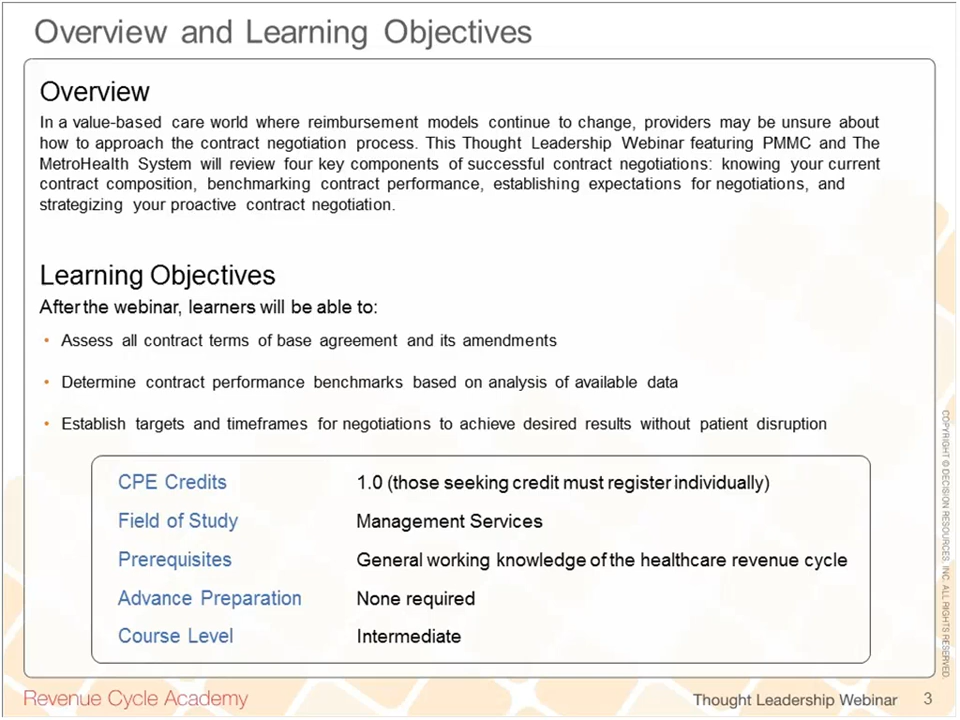 Overview and Learning Objectives
Overview
In a value-based care world where reimbursement models continue to change, providers may be unsure about
how to approach the contract negotiation process. This Thought Leadership Webinar featuring PMMC and The
MetroHealth System will review four key components of successful contract negotiations: knowing your current
contract composition, benchmarking contract performance, establishing expectations for negotiations, and
strategizing your proactive contract negotiation.
Learning Objectives
After the webinar, learners will be able to:
• Assess all contract terms of base agreement and its amendments
• Determine contract performance benchmarks based on analysis of available data
• Establish targets and timeframes for negotiations to achieve desired results without patient disruption
CPE Credits 1.0 (those seeking credit must register individually)
Field of Study Management Services
Prerequisites General working knowledge of the healthcare revenue cycle
Advance Preparation None required
Course Level Intermediate
COPYRIGHT © DECISION RESOURCES, INC. ALL RIGHTS RESERVED.
Revenue Cycle Academy
Thought Leadership Webinar 3